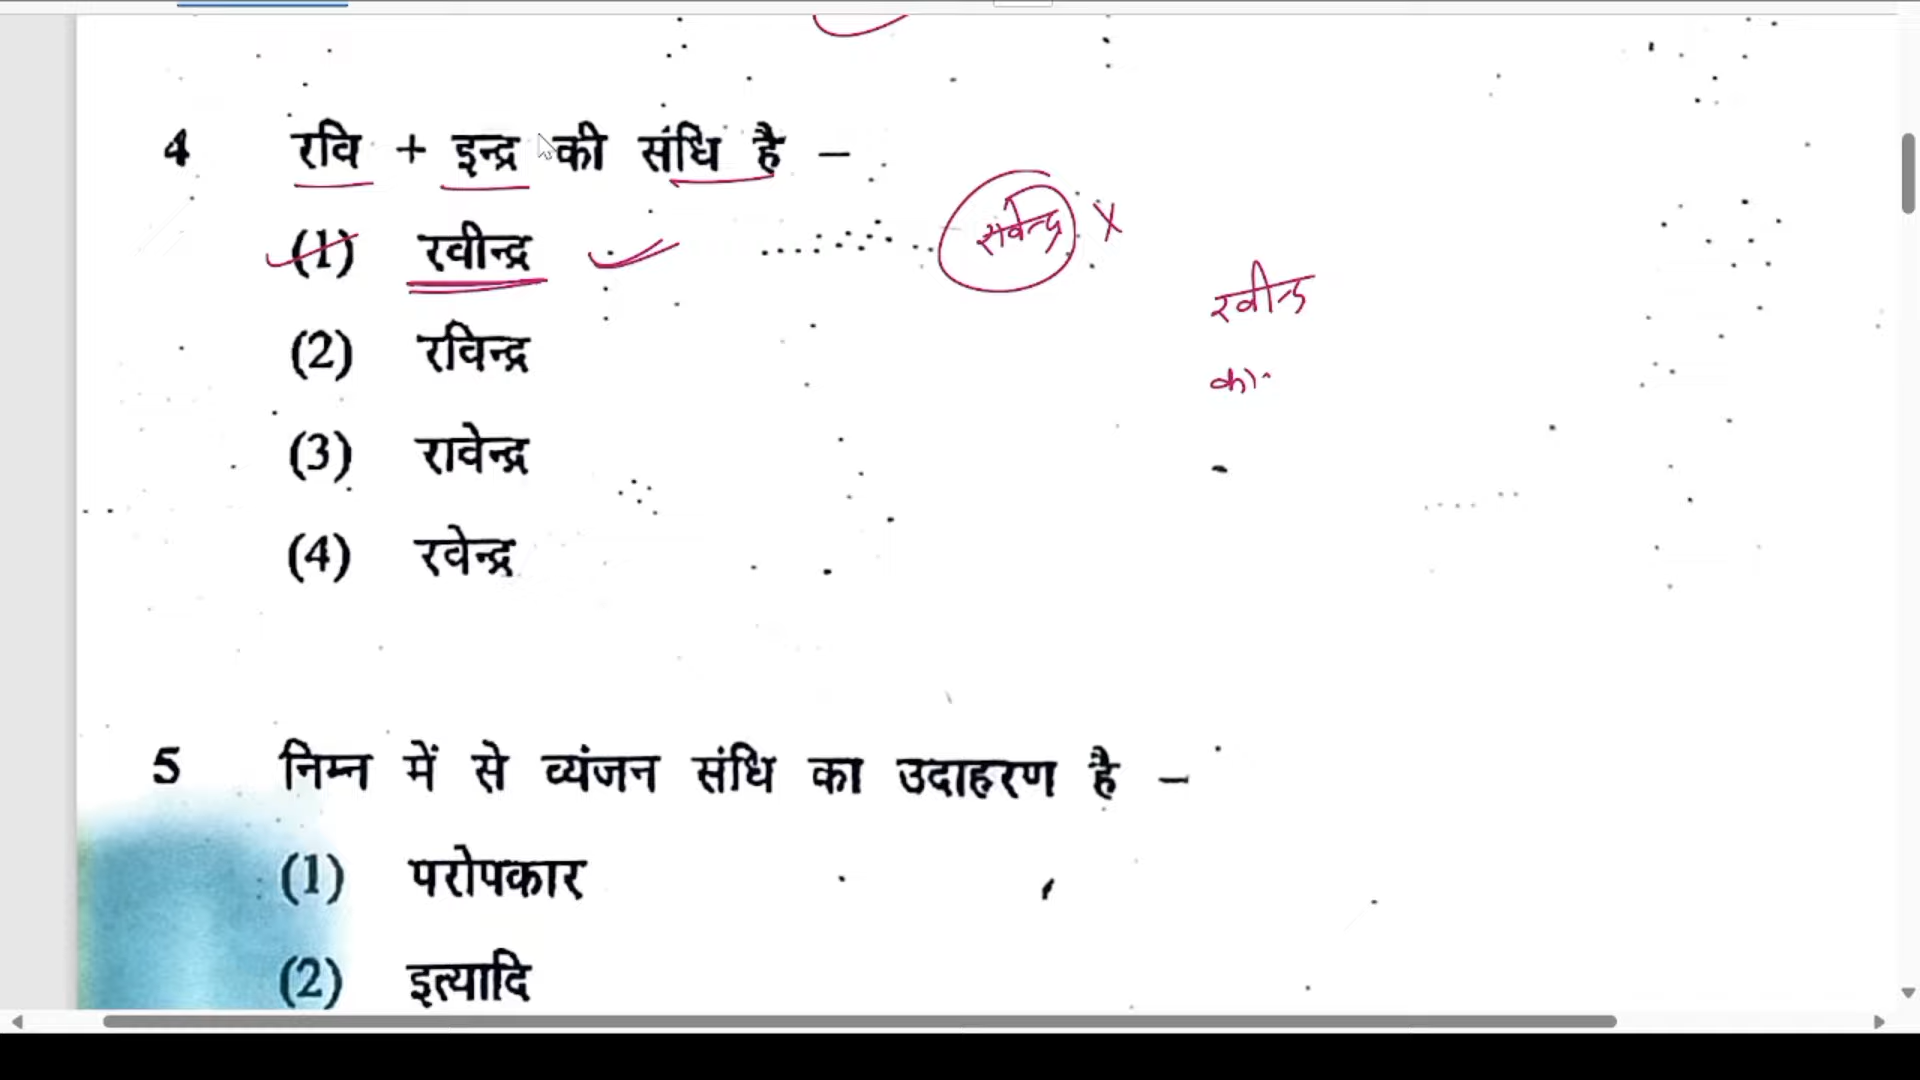 4 रवि + इन्द्र की संधि है –
(1) रवीन्द्र
(2) रविन्द्र
(3) रावेन्द्र
(4) रवेन्द्र
रवेन्द्र X
रवीन्द्र
5 निम्न में से व्यंजन संधि का उदाहरण है –
(1) परोपकार
(2) इत्यादि